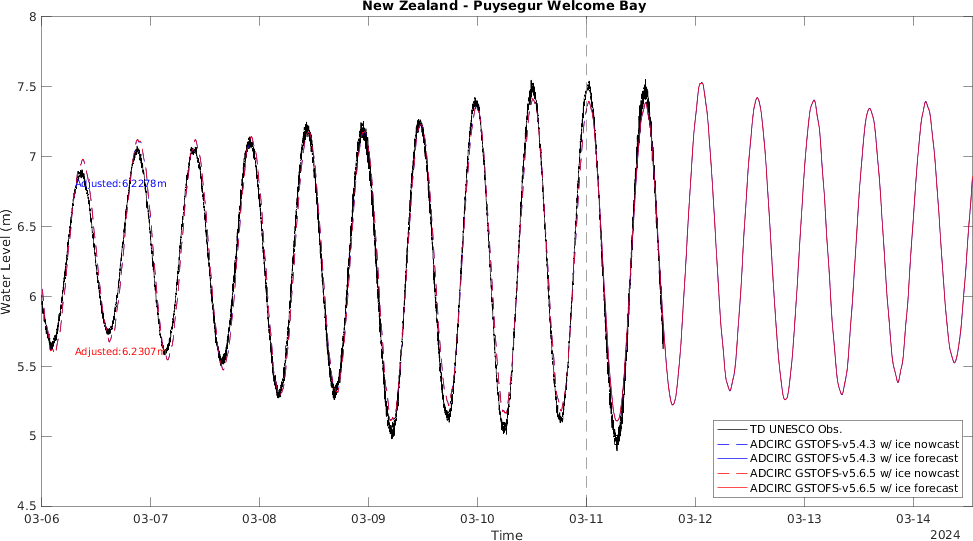 New Zealand - Puysegur Welcome Bay
8
7.5
7
6.5
6
5.5
5
4.5
Water Level (m)
Adjusted:6.2278m
Adjusted:6.2307m
TD UNESCO Obs.
ADCIRC GSTOFS-v5.4.3 w/ ice nowcast
ADCIRC GSTOFS-v5.4.3 w/ ice forecast
ADCIRC GSTOFS-v5.6.5 w/ ice nowcast
ADCIRC GSTOFS-v5.6.5 w/ ice forecast
03-06 03-07 03-08 03-09 03-10 03-11 03-12 03-13 03-14
Time
2024